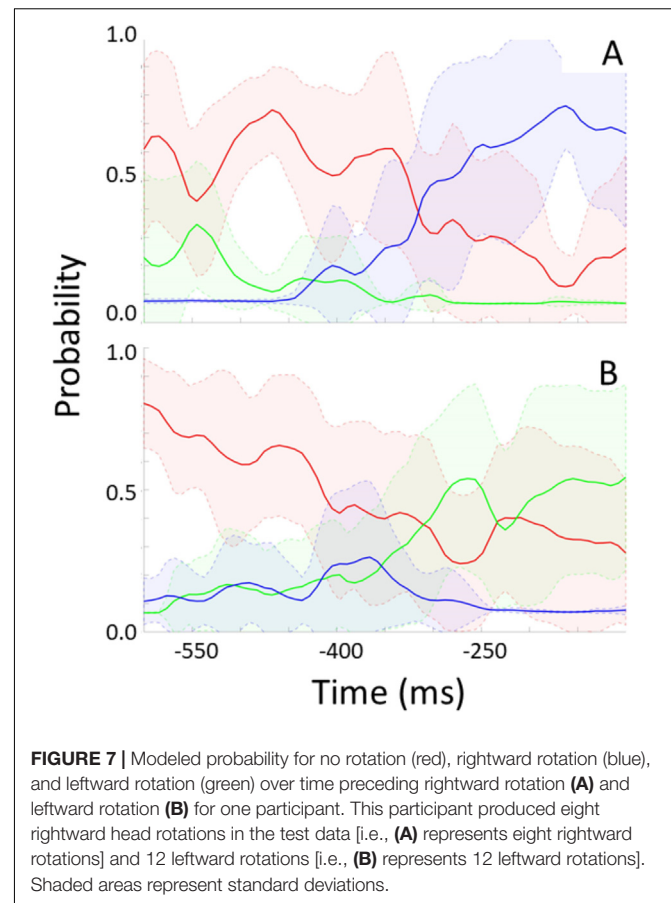 1.0
A
0.5
0.0
Probability
1.0
B
0.5
0.0
-550 -400 -250
Time (ms)
FIGURE 7 | Modeled probability for no rotation (red), rightward rotation (blue),
and leftward rotation (green) over time preceding rightward rotation (A) and
leftward rotation (B) for one participant. This participant produced eight
rightward head rotations in the test data [i.e., (A) represents eight rightward
rotations] and 12 leftward rotations [i.e., (B) represents 12 leftward rotations].
Shaded areas represent standard deviations.